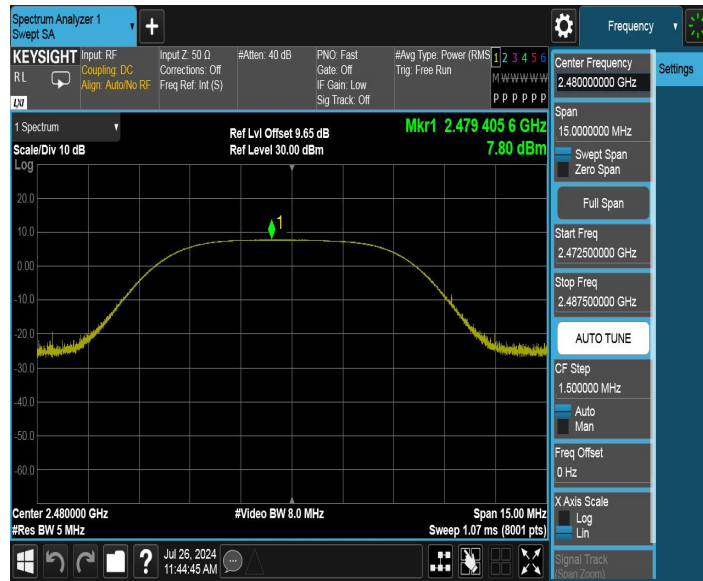 Spectrum Analyzer 1
Swept SA
+
Frequency
KEYSIGHT
RL
LXI
Input: RF
Coupling: DC
Align: Auto/No RF
Input Z: 50 Ω
Corrections: Off
Freq Ref: Int (S)
#Atten: 40 dB
PNO: Fast
Gate: Off
IF Gain: Low
Sig Track: Off
#Avg Type: Power (RMS
Trig: Free Run
1 2 3 4 5 6
M W W W W W
P P P P P P
1 Spectrum
Scale/Div 10 dB
Log
Ref Lvl Offset 9.65 dB
Ref Level 30.00 dBm
Mkr1 2.479 405 6 GHz
7.80 dBm
1
20.0
10.0
0.00
-10.0
-20.0
-30.0
-40.0
-50.0
-60.0
Center 2.480000 GHz
#Res BW 5 MHz
#Video BW 8.0 MHz
Span 15.00 MHz
Sweep 1.07 ms (8001 pts)
Center Frequency
2.480000000 GHz
Settings
Span
15.0000000 MHz
Swept Span
Zero Span
Full Span
Start Freq
2.472500000 GHz
Stop Freq
2.487500000 GHz
AUTO TUNE
CF Step
1.500000 MHz
Auto
Man
Freq Offset
0 Hz
X Axis Scale
Log
Lin
Signal Track
(Span Zoom)
?
Jul 26, 2024
11:44:45 AM